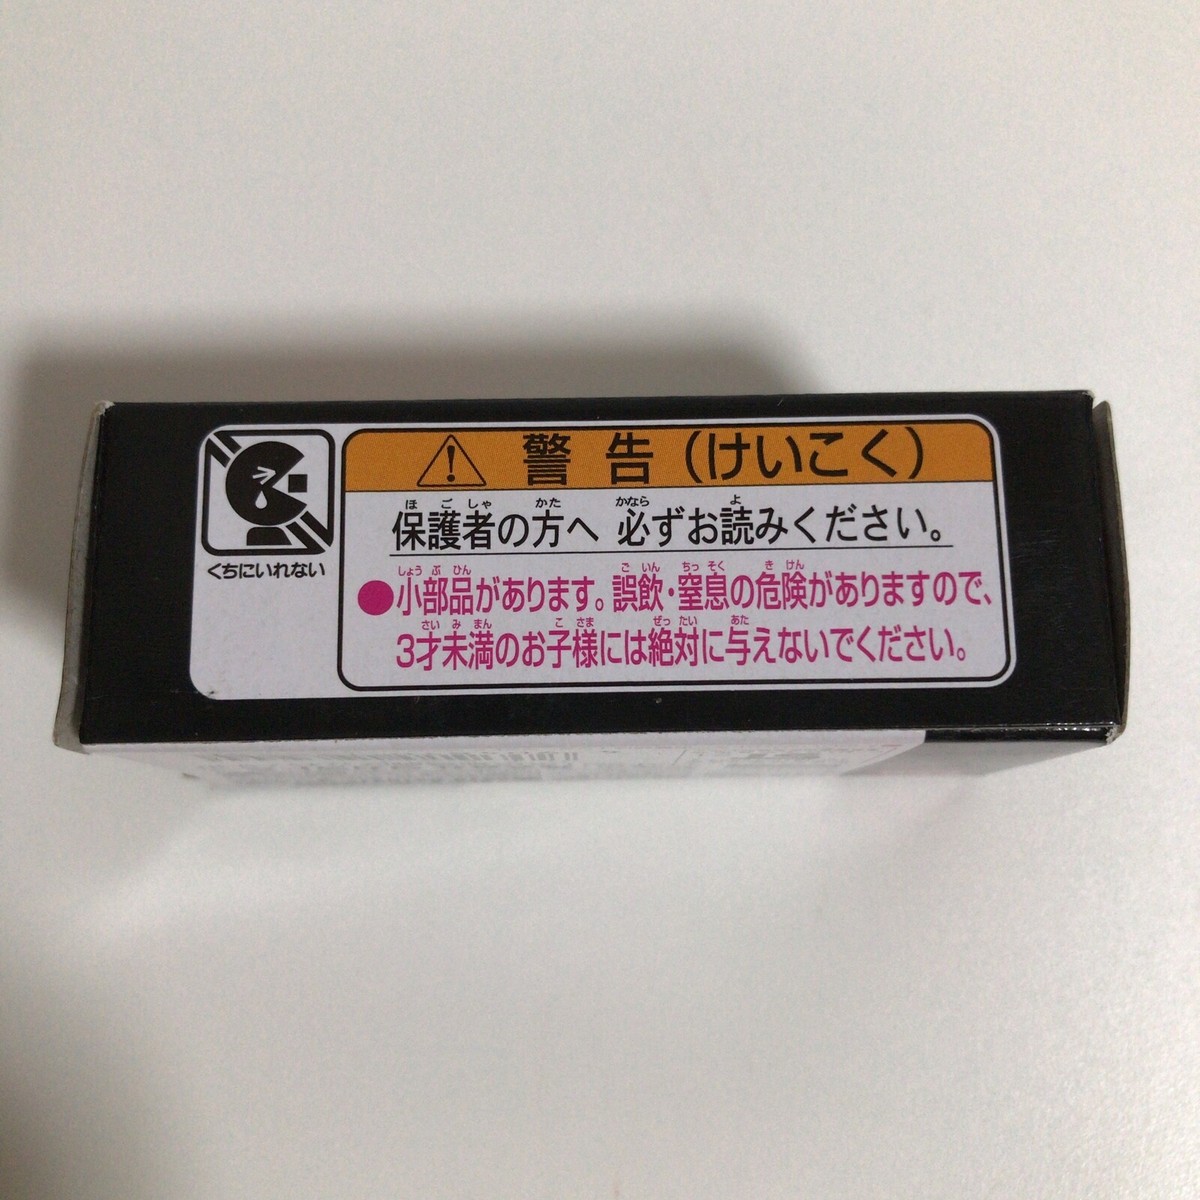 警告(けいこく)
保護者の方へ 必ずお読みください。
ほごしゃ かた かなら よ
●小部品があります。誤飲・窒息の危険がありますので、
しょうぶひん ごいん ちっそく きけん
3才未満のお子様には絶対に与えないでください。
さいみまん こさま ぜったい あた
くちにいれない